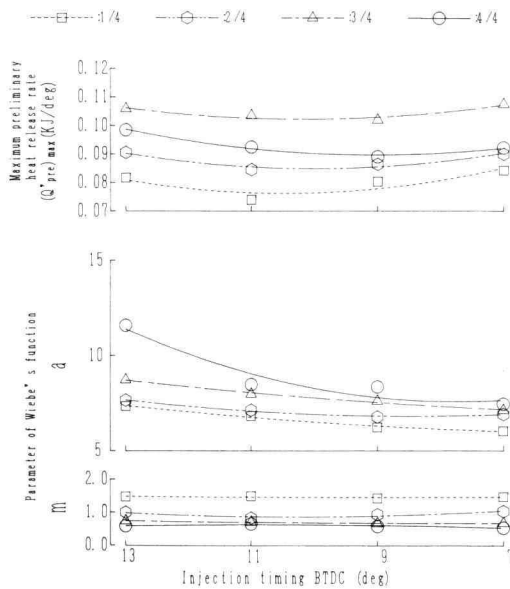 :1/4 :2/4 :3/4 :4/4
Maximum preliminary
heat release rate
(Q'pre)max(KJ/deg)
0.12
0.11
0.10
0.09
0.08
0.07
Parameter of Wiebe's function
a
15
10
5
m
2.0
1.0
0.0
13 11 9
Injection timing BTDC (deg)